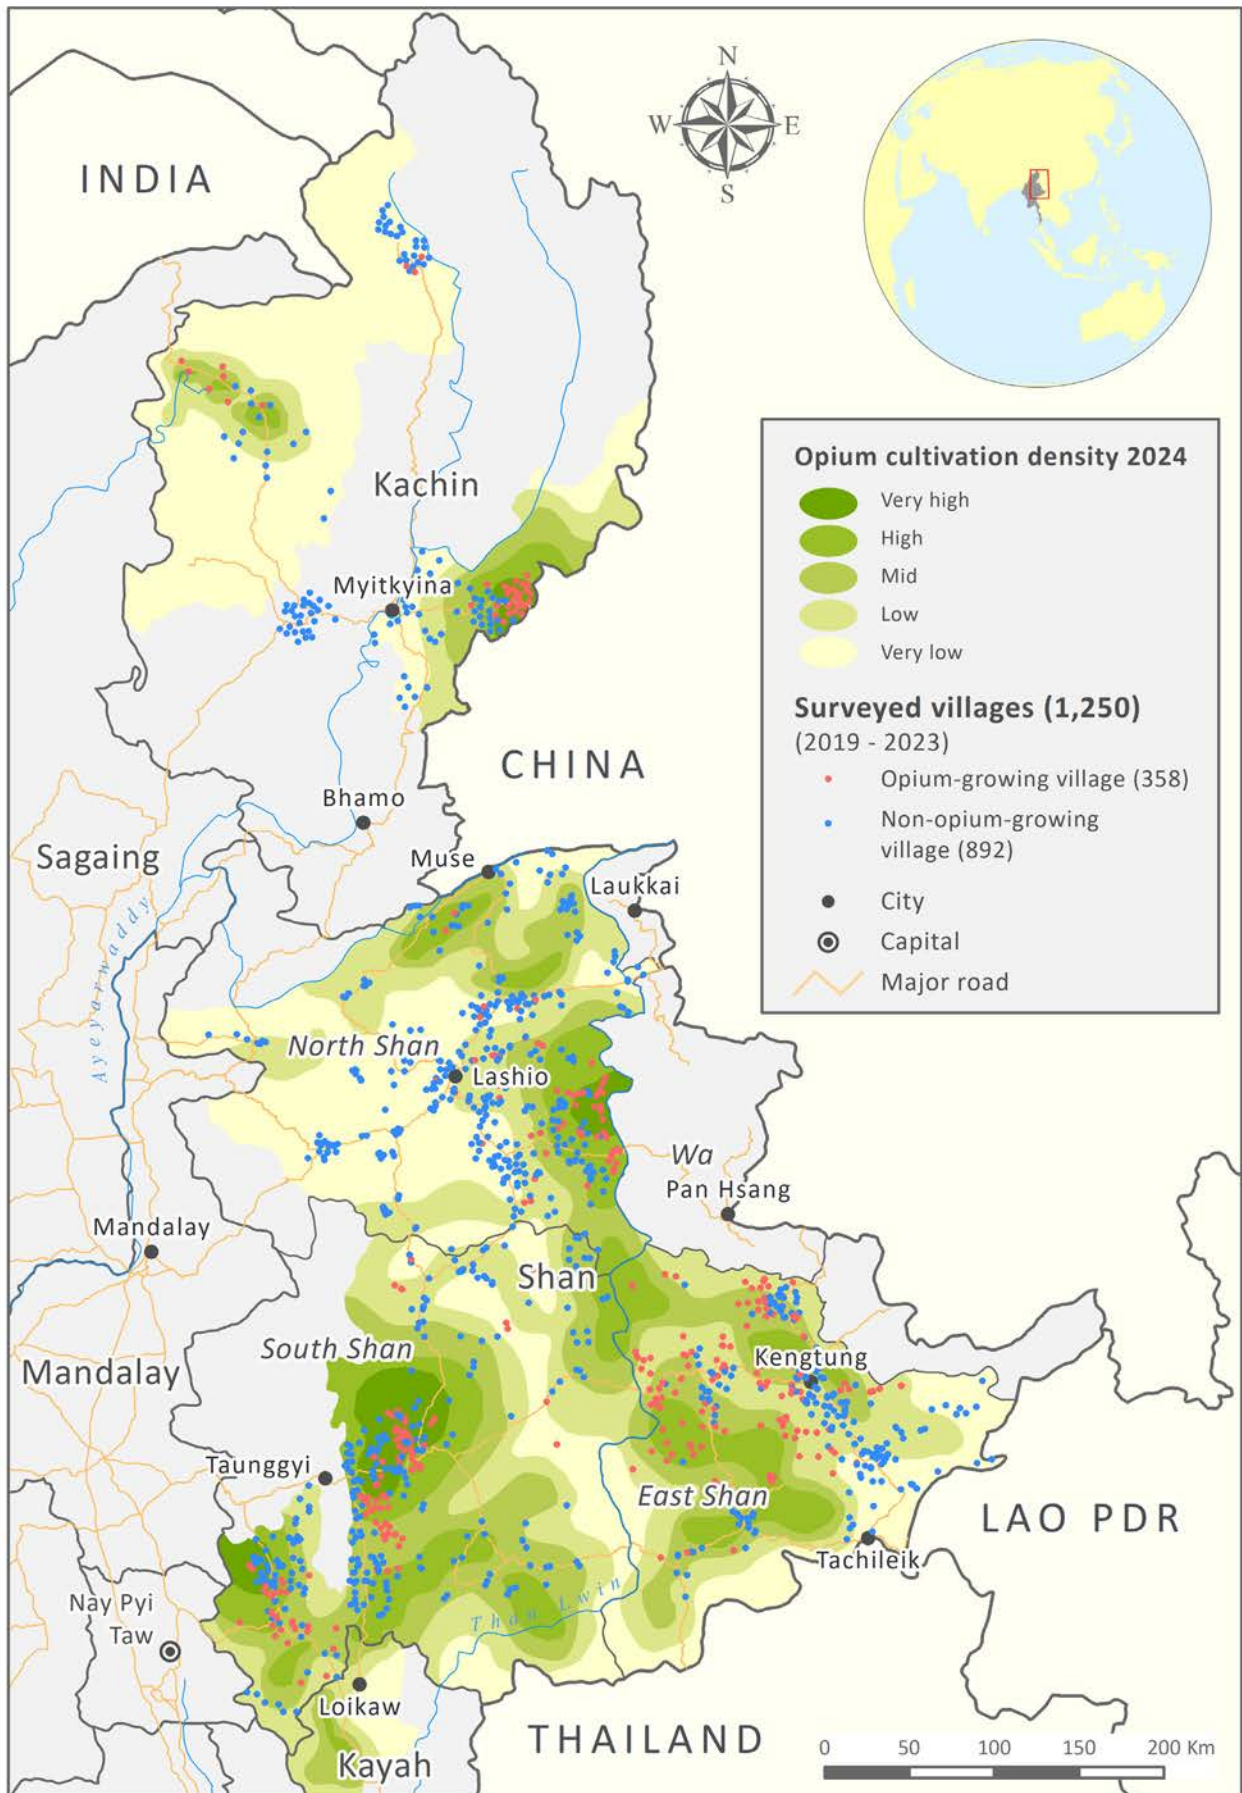 N
W
E
S
INDIA
Kachin
Myitkyina
CHINA
Bhamo
Sagaing
Muse
Laukkai
Ayeyarwaddy
North Shan
Lashio
Wa
Pan Hsang
Mandalay
Shan
South Shan
Mandalay
Kengtung
Taunggyi
East Shan
LAO PDR
Tachileik
Nay Pyi
Taw
Than Lwin
Loikaw
THAILAND
Kayah
Opium cultivation density 2024
Very high
High
Mid
Low
Very low
Surveyed villages (1,250)
(2019 - 2023)
Opium-growing village (358)
Non-opium-growing
village (892)
City
Capital
Major road
0 50 100 150 200 Km